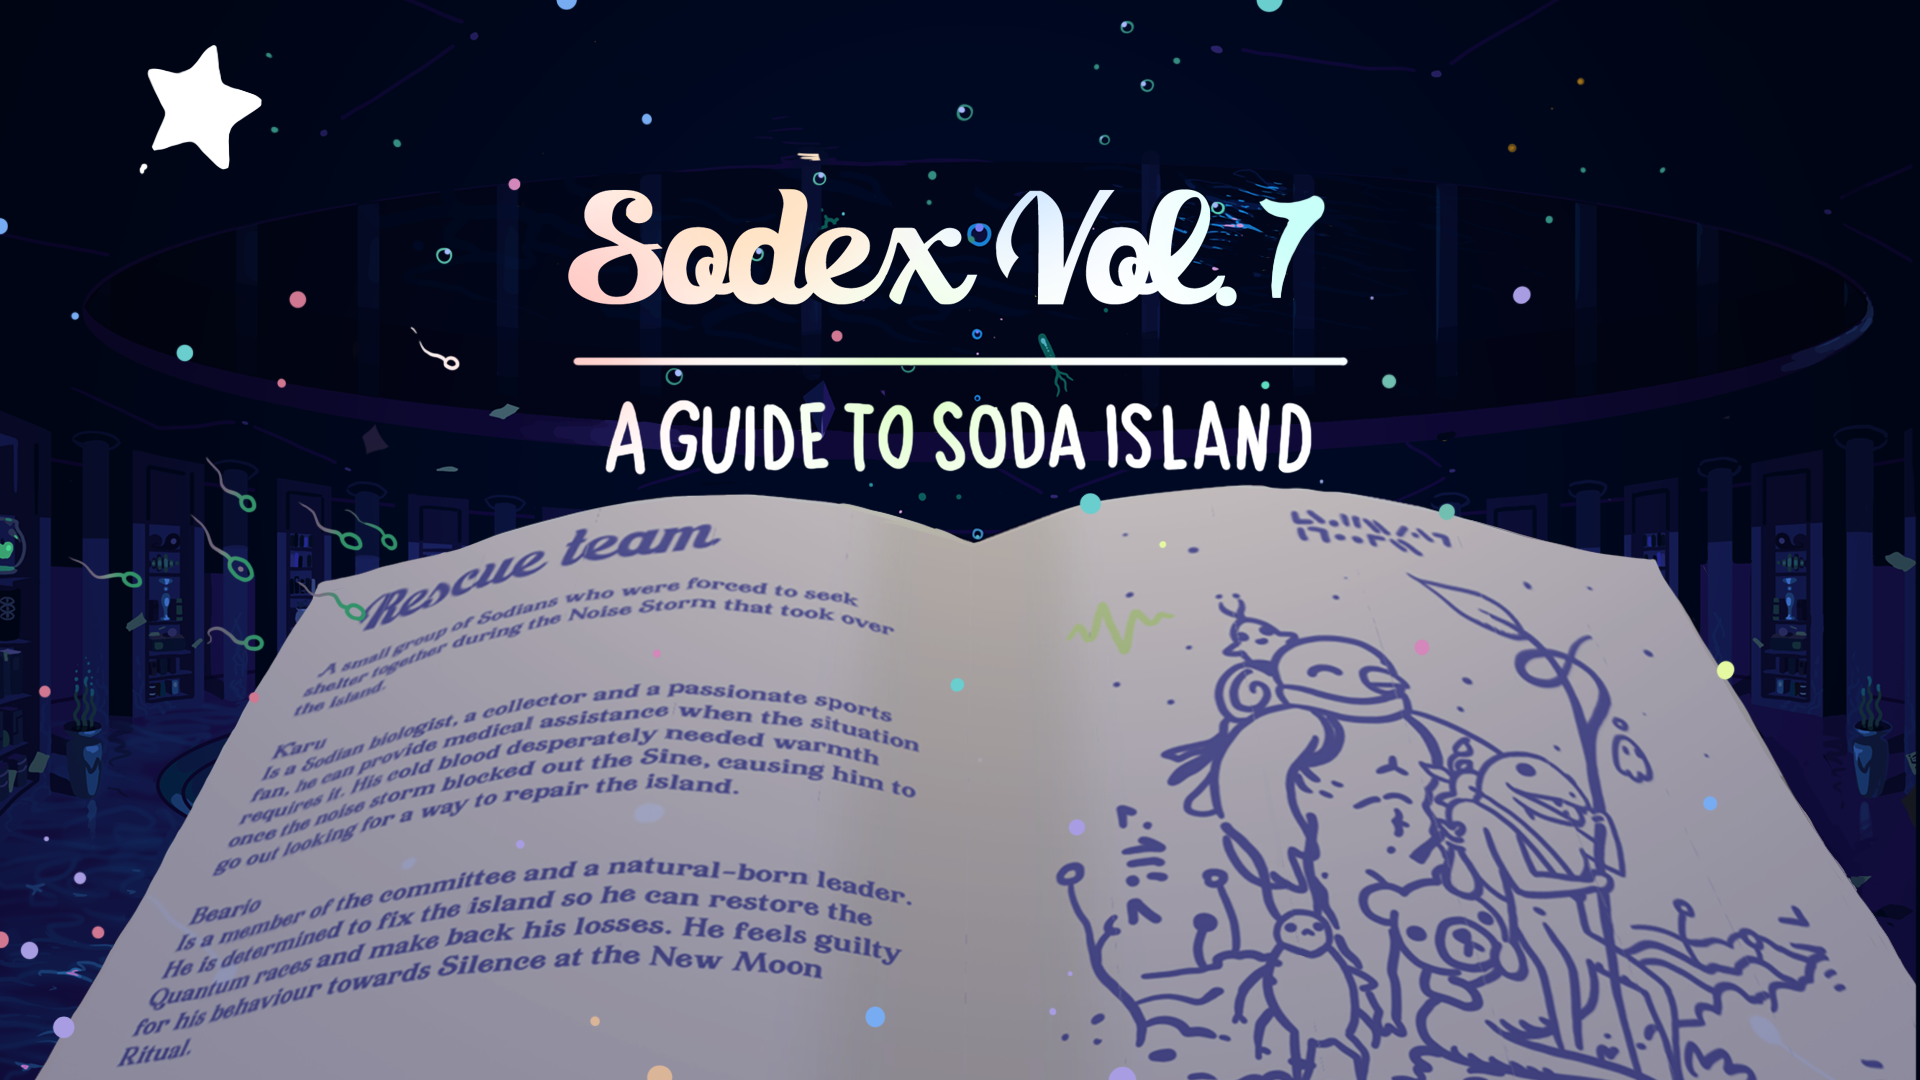 Sodex Vol. 7
A GUIDE TO SODA ISLAND
Rescue team
A small group of Sodians who were forced to seek
shelter together during the Noise Storm that took over
the island.
Karu
Is a Sodian biologist, a collector and a passionate sports
fan, he can provide medical assistance when the situation
requires it. His cold blood desperately needed warmth
once the noise storm blocked out the Sine, causing him to
go out looking for a way to repair the island.
Beario
Is a member of the committee and a natural-born leader.
He is determined to fix the island so he can restore the
Quantum races and make back his losses. He feels guilty
for his behaviour towards Silence at the New Moon
Ritual.